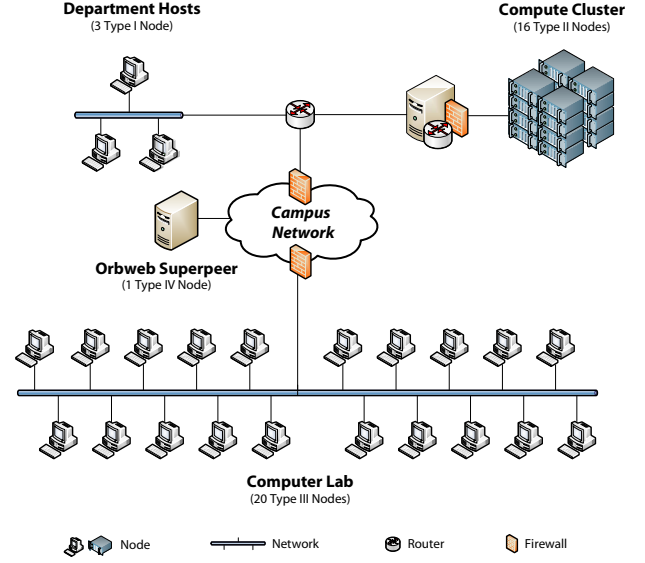 Department Hosts
(3 Type I Node)
Compute Cluster
(16 Type II Nodes)
Campus
Network
Orbweb Superpeer
(1 Type IV Node)
Computer Lab
(20 Type III Nodes)
Node
Network
Router
Firewall